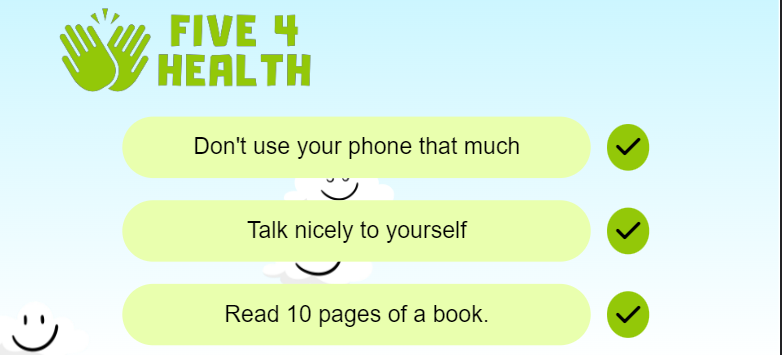 FIVE 4
HEALTH
Don't use your phone that much
Talk nicely to yourself
Read 10 pages of a book.